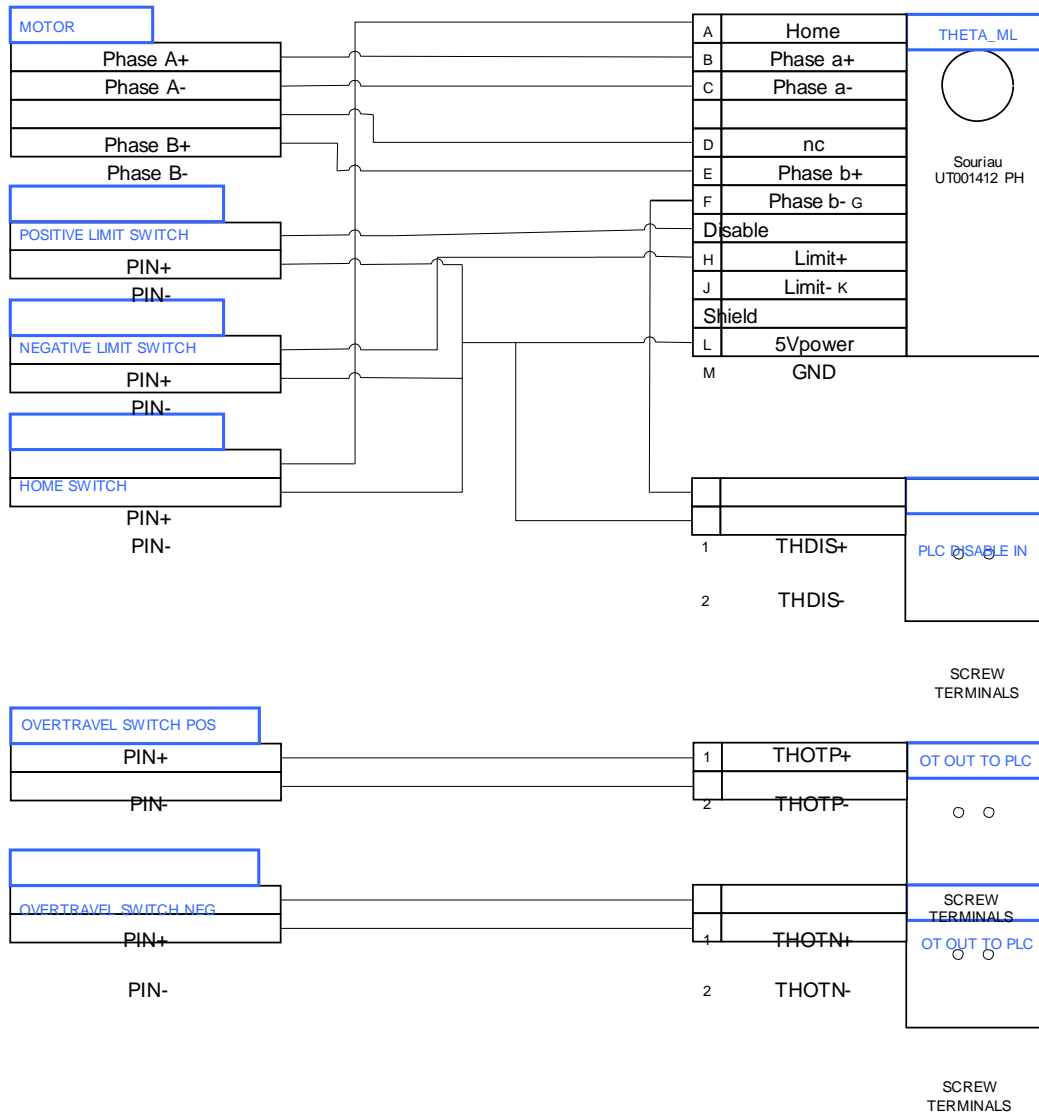 MOTOR
Phase A+
Phase A-
Phase B+
Phase B-
POSITIVE LIMIT SWITCH
PIN+
PIN-
NEGATIVE LIMIT SWITCH
PIN+
PIN-
HOME SWITCH
PIN+
PIN-
A Home
B Phase a+
C Phase a-
D nc
E Phase b+
F Phase b- G
Disable
H Limit+
J Limit- K
Shield
L 5Vpower
M GND
THETA_ML
Souriau
UT001412 PH
1 THDIS+
2 THDIS-
PLC DISABLE IN
SCREW
TERMINALS
OVERTRAVEL SWITCH POS
PIN+
PIN-
1 THOTP+
2 THOTP-
OT OUT TO PLC
SCREW
TERMINALS
OVERTRAVEL SWITCH NEG
PIN+
PIN-
1 THOTN+
2 THOTN-
OT OUT TO PLC
SCREW
TERMINALS